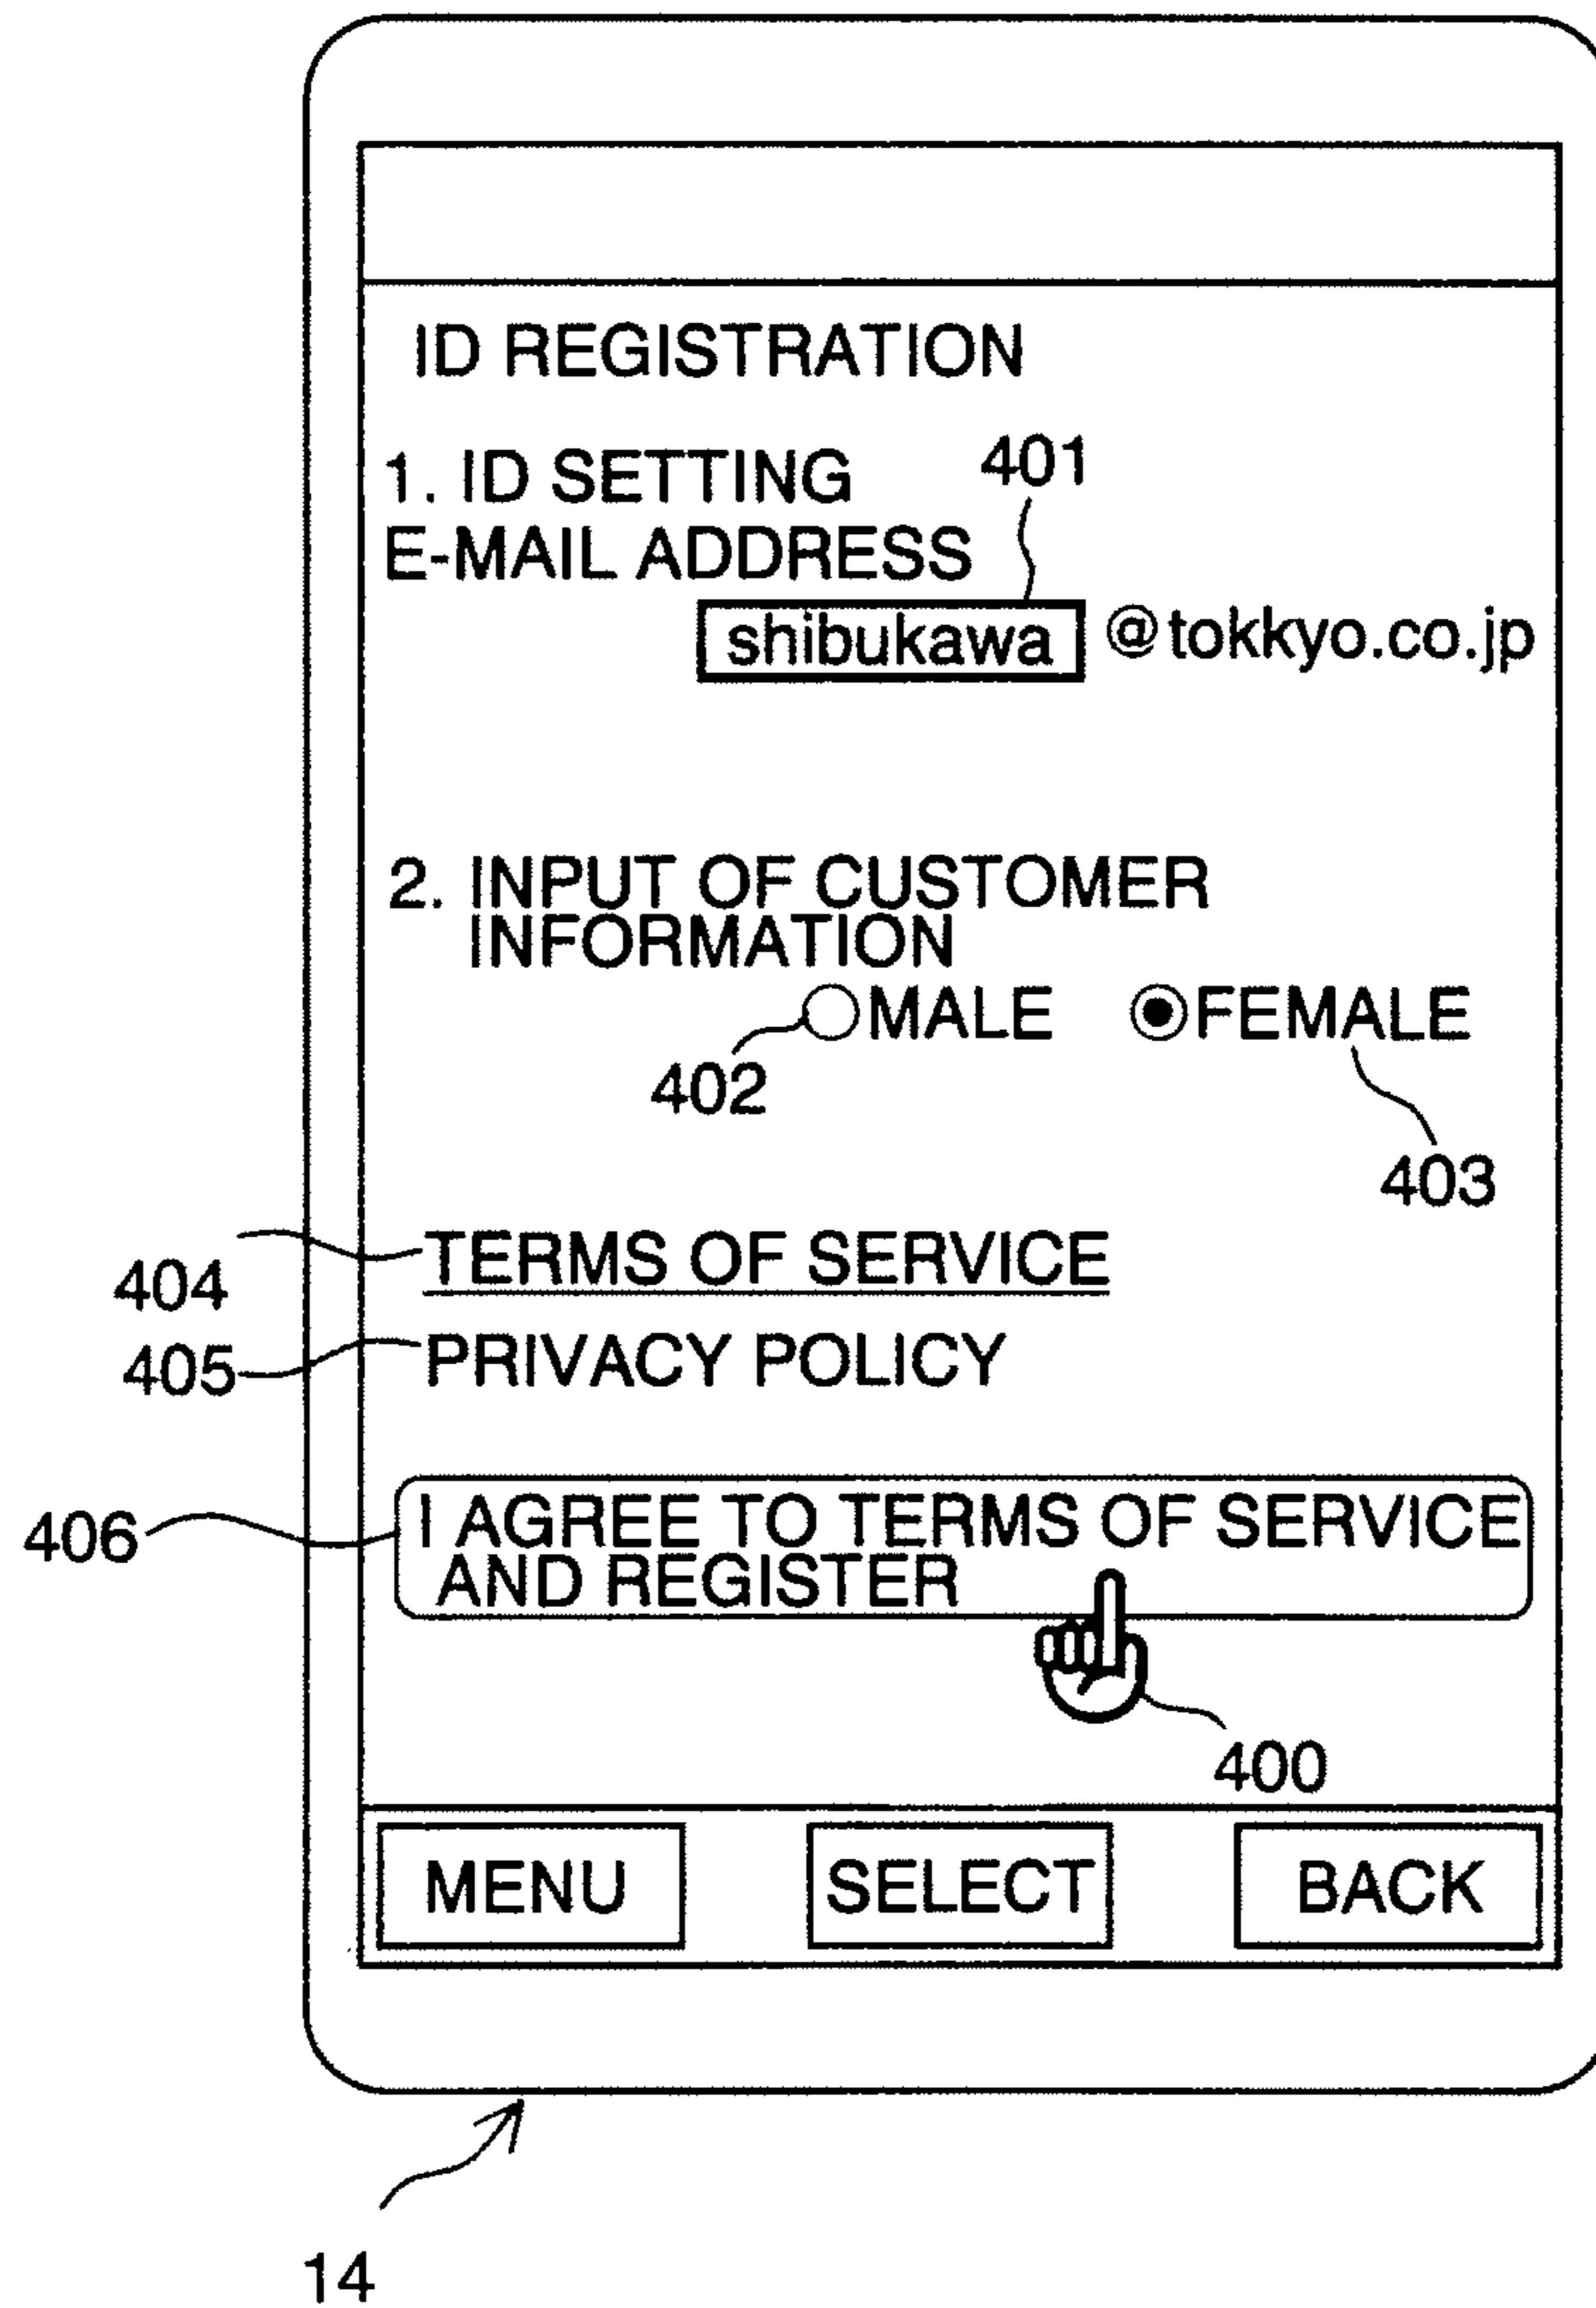 ID REGISTRATION
1. ID SETTING
401
E-MAIL ADDRESS
shibukawa @tokkyo.co.jp
2. INPUT OF CUSTOMER
INFORMATION
MALE FEMALE
402
403
TERMS OF SERVICE
404
PRIVACY POLICY
405
I AGREE TO TERMS OF SERVICE
406
AND REGISTER
400
MENU SELECT BACK
14